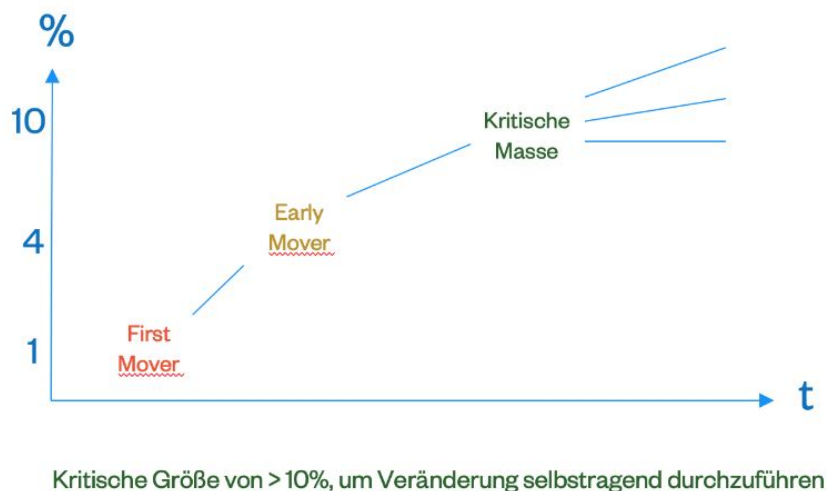 %
10
Kritische
Masse
Early
Mover
4
First
Mover
1
t
Kritische Größe von > 10%, um Veränderung selbstragend durchzuführen